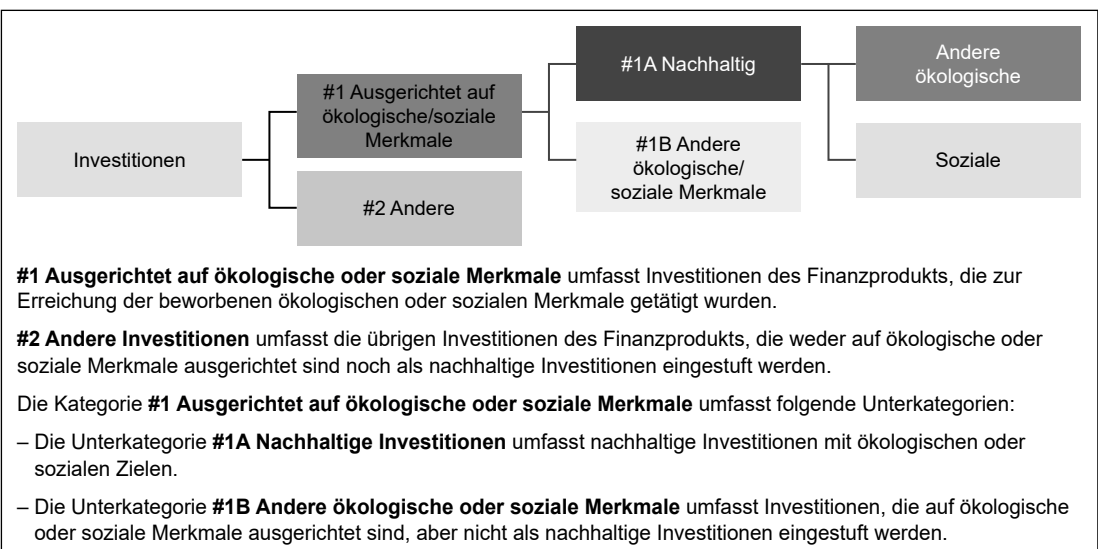 #1A Nachhaltig
Andere
ökologische
#1 Ausgerichtet auf
ökologische/soziale
Merkmale
Investitionen
#1B Andere
ökologische/
soziale Merkmale
Soziale
#2 Andere
#1 Ausgerichtet auf ökologische oder soziale Merkmale umfasst Investitionen des Finanzprodukts, die zur
Erreichung der beworbenen ökologischen oder sozialen Merkmale getätigt wurden.
#2 Andere Investitionen umfasst die übrigen Investitionen des Finanzprodukts, die weder auf ökologische oder
soziale Merkmale ausgerichtet sind noch als nachhaltige Investitionen eingestuft werden.
Die Kategorie #1 Ausgerichtet auf ökologische oder soziale Merkmale umfasst folgende Unterkategorien:
– Die Unterkategorie #1A Nachhaltige Investitionen umfasst nachhaltige Investitionen mit ökologischen oder
sozialen Zielen.
– Die Unterkategorie #1B Andere ökologische oder soziale Merkmale umfasst Investitionen, die auf ökologische
oder soziale Merkmale ausgerichtet sind, aber nicht als nachhaltige Investitionen eingestuft werden.